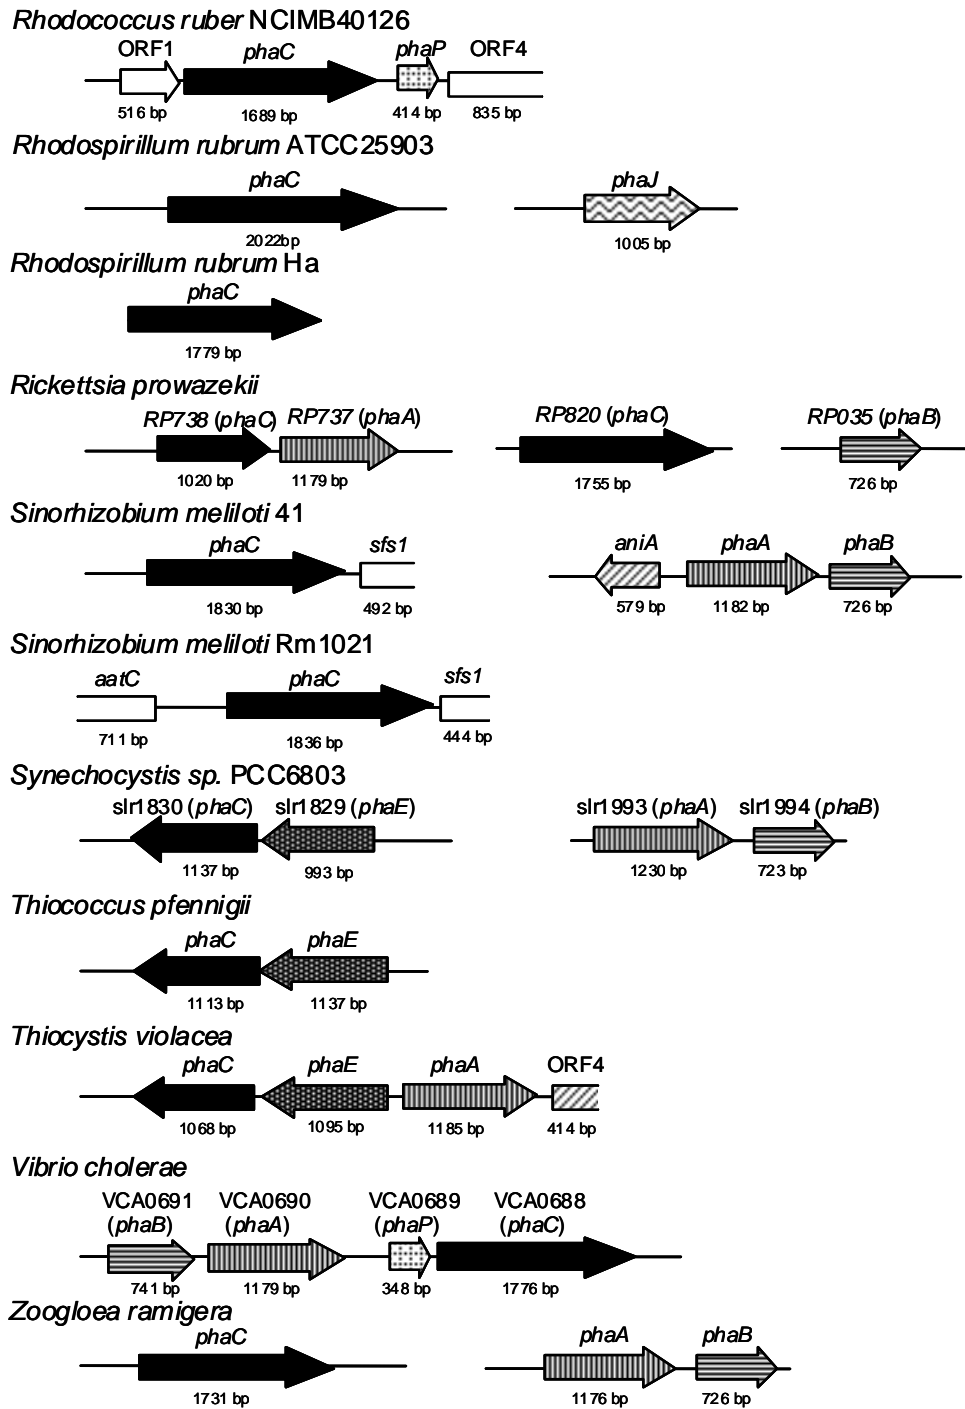 Rhodococcus ruber NCIMB40126
ORF1 phaC phaP ORF4
516 bp 1689 bp 414 bp 835 bp
Rhodospirillum rubrum ATCC25903
phaC phaJ
2022bp 1005 bp
Rhodospirillum rubrum Ha
phaC
1779 bp
Rickettsia prowazekii
RP738 (phaC) RP737 (phaA) RP820 (phaC) RP035 (phaB)
1020 bp 1179 bp 1755 bp 726 bp
Sinorhizobium meliloti 41
phaC sfs1 aniA phaA phaB
1830 bp 492 bp 579 bp 1182 bp 726 bp
Sinorhizobium meliloti Rm1021
aatC phaC sfs1
711 bp 1836 bp 444 bp
Synechocystis sp. PCC6803
slr1830 (phaC) slr1829 (phaE) slr1993 (phaA) slr1994 (phaB)
1137 bp 993 bp 1230 bp 723 bp
Thiococcus pfennigii
phaC phaE
1113 bp 1137 bp
Thiocystis violacea
phaC phaE phaA ORF4
1068 bp 1095 bp 1185 bp 414 bp
Vibrio cholerae
VCA0691 VCA0690 VCA0689 VCA0688
(phaB) (phaA) (phaP) (phaC)
741 bp 1179 bp 348 bp 1776 bp
Zoogloea ramigera
phaC phaA phaB
1731 bp 1176 bp 726 bp